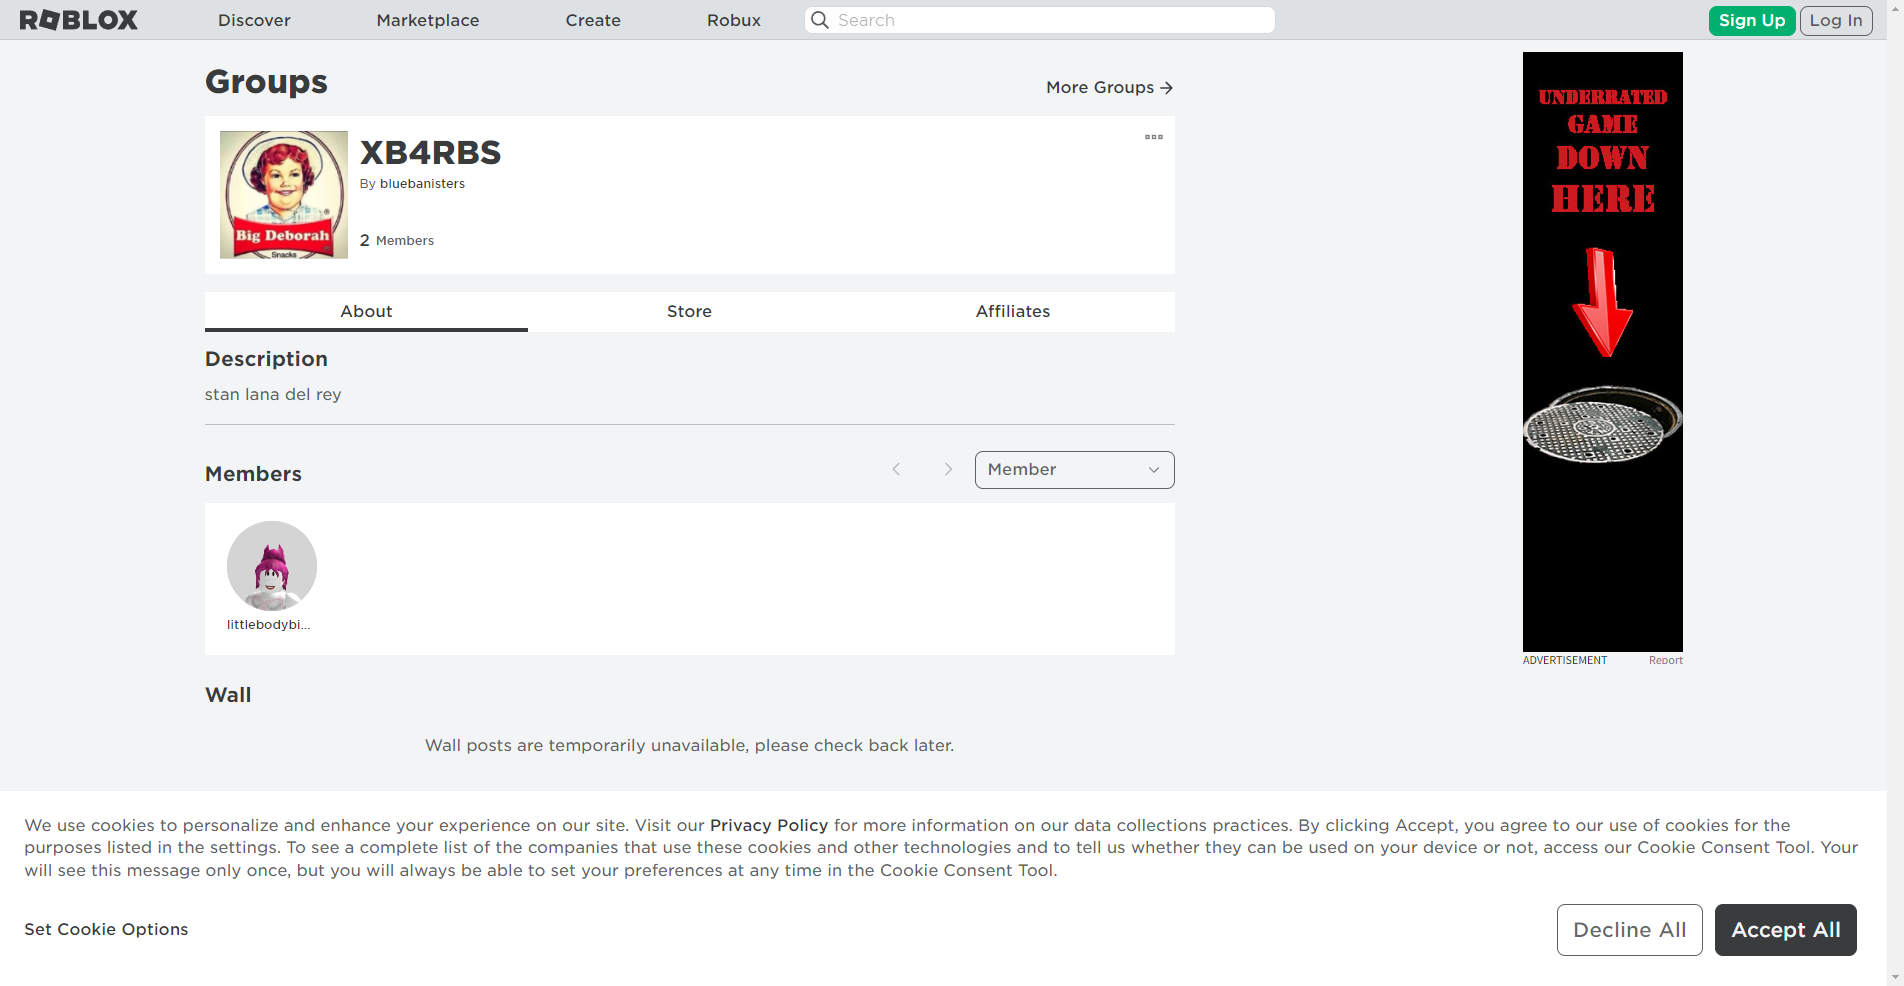 ROBLOX
Discover
Marketplace
Create
Robux
Search
Sign Up
Log In
Groups
More Groups
XB4RBS
By bluebanisters
2 Members
Big Deborah
®
Snacks
About
Store
Affiliates
Description
stan lana del rey
Members
Member
littlebodybi...
Wall
Wall posts are temporarily unavailable, please check back later.
UNDERRATED
GAME
DOWN
HERE
ADVERTISEMENT
Report
We use cookies to personalize and enhance your experience on our site. Visit our Privacy Policy for more information on our data collections practices. By clicking Accept, you agree to our use of cookies for the
purposes listed in the settings. To see a complete list of the companies that use these cookies and other technologies and to tell us whether they can be used on your device or not, access our Cookie Consent Tool. Your
will see this message only once, but you will always be able to set your preferences at any time in the Cookie Consent Tool.
Set Cookie Options
Decline All
Accept All